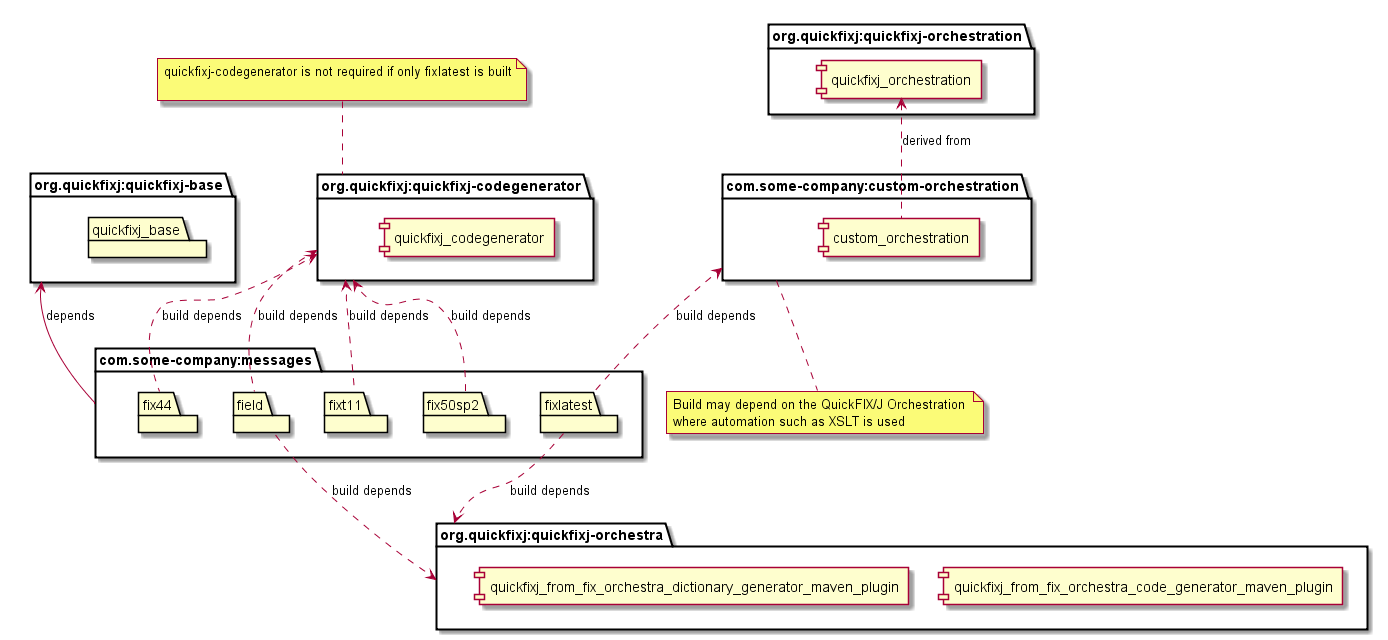 org.quickfixj:quickfixj-orchestration
quickfixj_orchestration
quickfixj-codegenerator is not required if only fixlatest is built
derived from
org.quickfixj:quickfixj-base
quickfixj_base
org.quickfixj:quickfixj-codegenerator
quickfixj_codegenerator
com.some-company:custom-orchestration
custom_orchestration
depends
build depends
build depends
build depends
build depends
build depends
com.some-company:messages
fix44
field
fixt11
fix50sp2
fixlatest
Build may depend on the QuickFIX/J Orchestration
where automation such as XSLT is used
build depends
build depends
org.quickfixj:quickfixj-orchestra
quickfixj_from_fix_orchestra_dictionary_generator_maven_plugin
quickfixj_from_fix_orchestra_code_generator_maven_plugin